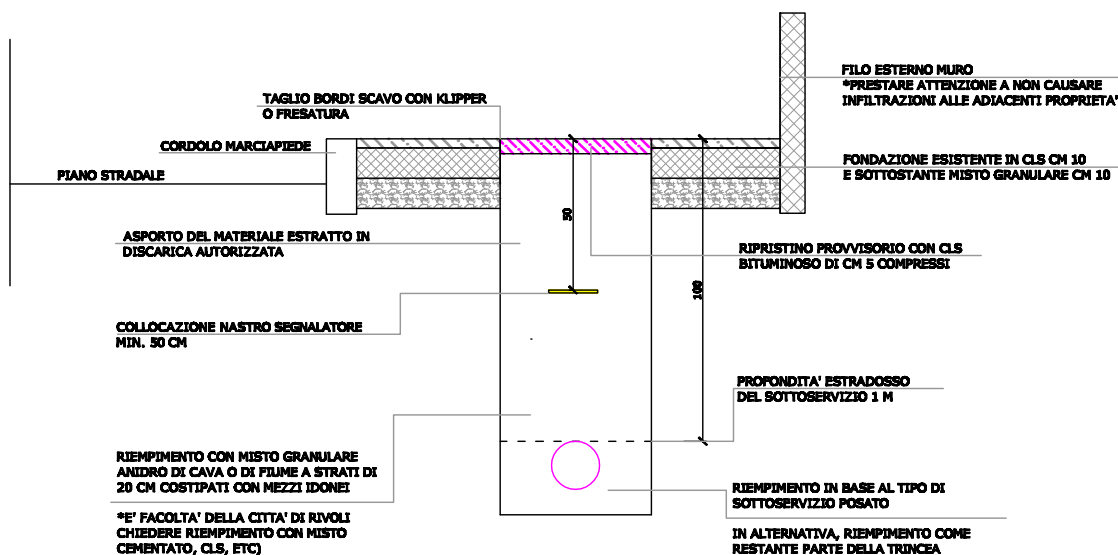 FILO ESTERNO MURO
*PRESTARE ATTENZIONE A NON CAUSARE
INFILTRAZIONI ALLE ADIACENTI PROPRIETA'
TAGLIO BORDI SCAVO CON KLIPPER
O FRESATURA
CORDOLO MARCIAPIEDE
PIANO STRADALE
FONDAZIONE ESISTENTE IN CLS CM 10
E SOTTOSTANTE MISTO GRANULARE CM 10
50
ASPORTO DEL MATERIALE ESTRATTO IN
DISCARICA AUTORIZZATA
RIPRISTINO PROVVISORIO CON CLS
BITUMINOSO DI CM 5 COMPRESSI
100
COLLOCAZIONE NASTRO SEGNALATORE
MIN. 50 CM
PROFONDITA' ESTRADOSSO
DEL SOTTOSERVIZIO 1 M
RIEMPIMENTO CON MISTO GRANULARE
ANIDRO DI CAVA O DI FIUME A STRATI DI
20 CM COSTIPATI CON MEZZI IDONEI
*E' FACOLTA' DELLA CITTA' DI RIVOLI
CHIEDERE RIEMPIMENTO CON MISTO
CEMENTATO, CLS, ETC)
RIEMPIMENTO IN BASE AL TIPO DI
SOTTOSERVIZIO POSATO
IN ALTERNATIVA, RIEMPIMENTO COME
RESTANTE PARTE DELLA TRINCEA